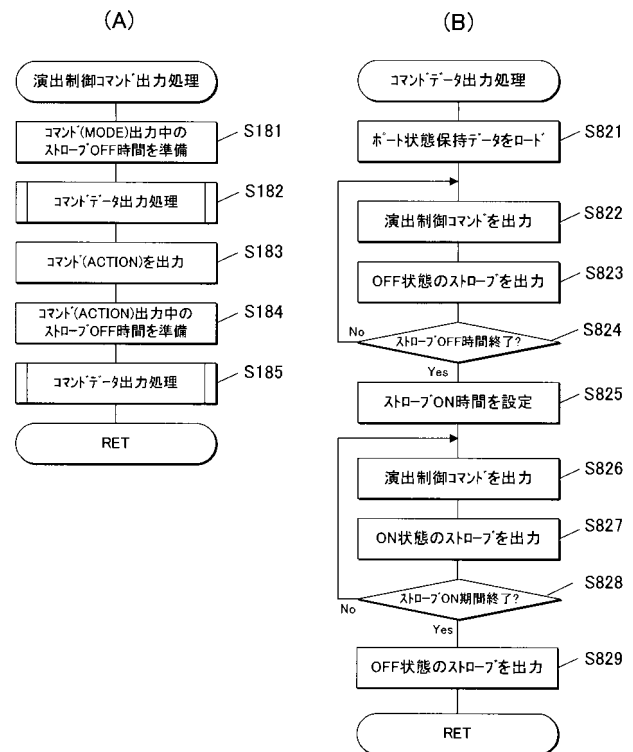 (A)
演出制御コマンド出力処理
コマンド(MODE)出力中の
ストローブOFF時間を準備
S181
コマンドデータ出力処理
S182
コマンド(ACTION)を出力
S183
コマンド(ACTION)出力中の
ストローブOFF時間を準備
S184
コマンドデータ出力処理
S185
RET
(B)
コマンドデータ出力処理
ポート状態保持データをロード
S821
演出制御コマンドを出力
S822
OFF状態のストローブを出力
S823
No
ストローブOFF時間終了?
S824
Yes
ストローブON時間を設定
S825
演出制御コマンドを出力
S826
ON状態のストローブを出力
S827
ストローブON期間終了?
S828
No
Yes
OFF状態のストローブを出力
S829
RET